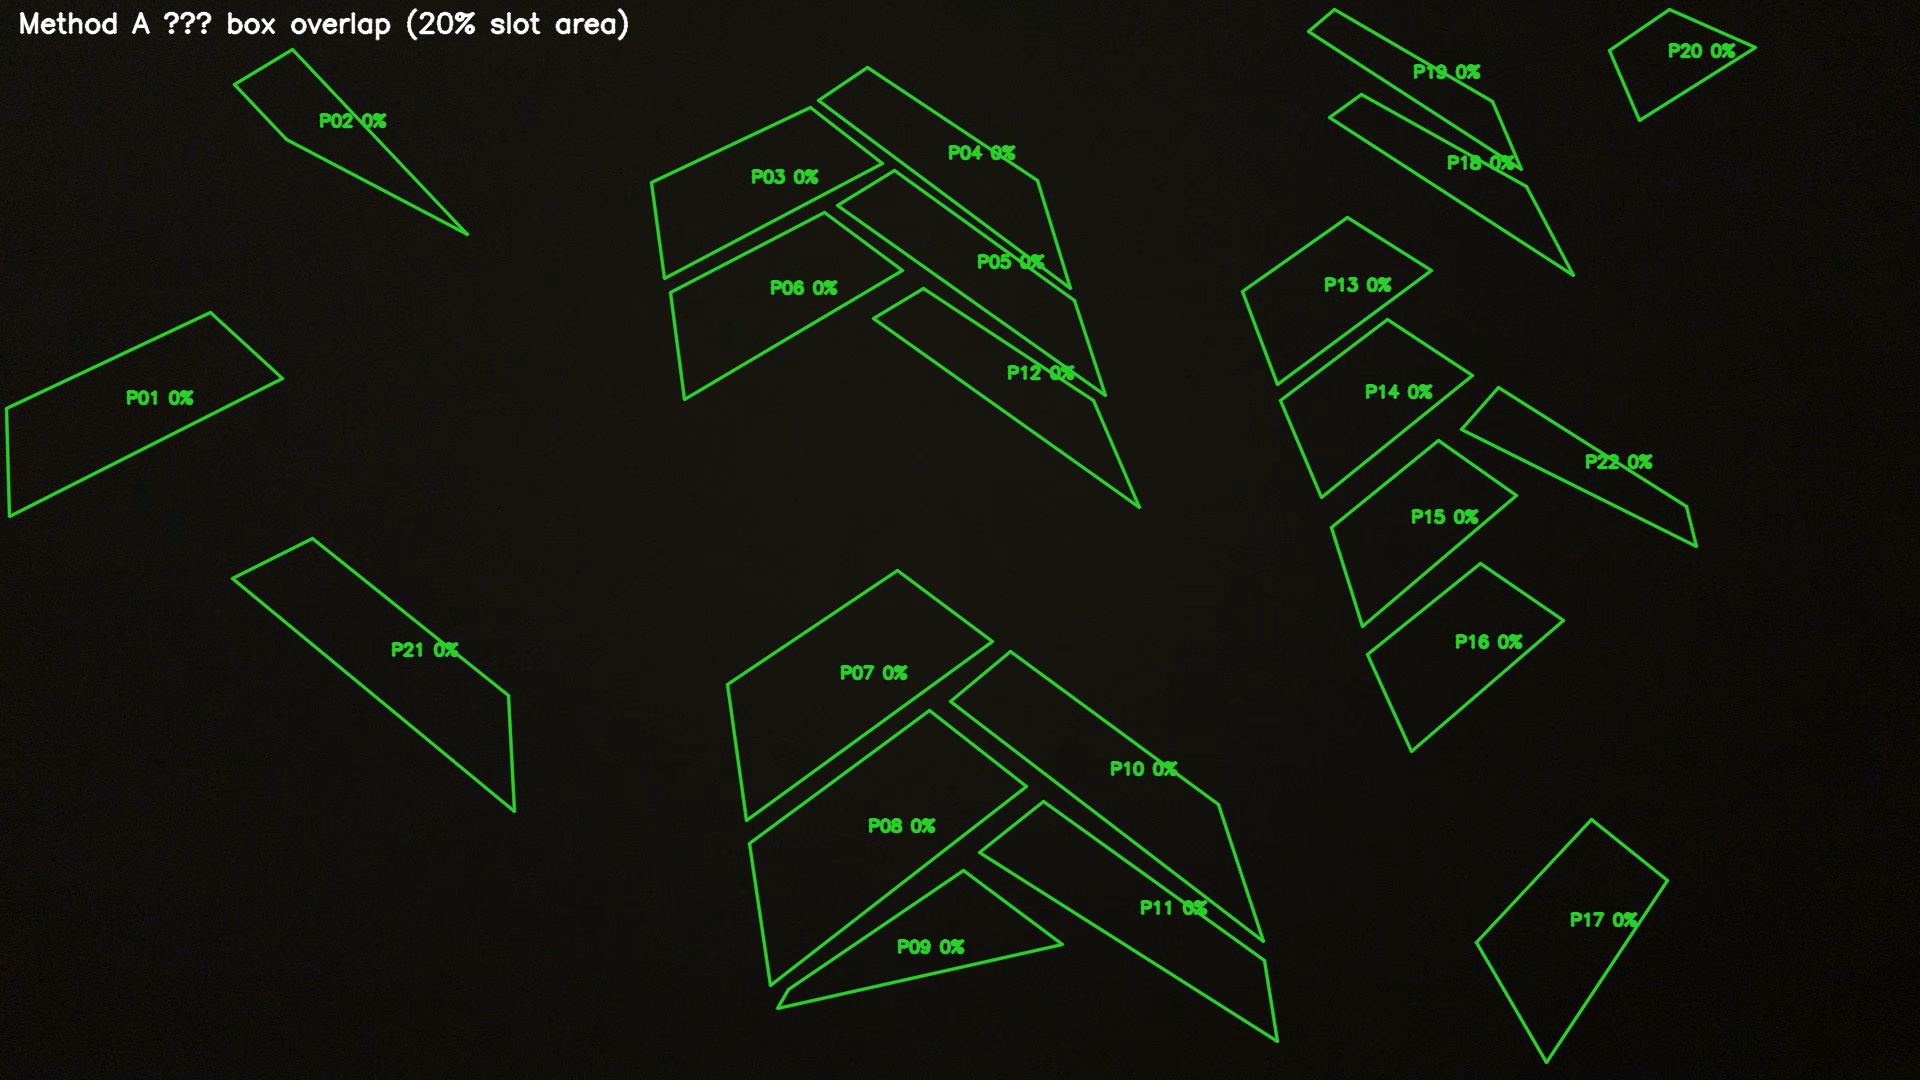 Method A ??? box overlap (20% slot area)
P20 0%
P19 0%
P02 0%
P04 0%
P18 0%
P03 0%
P05 0%
P13 0%
P06 0%
P12 0%
P14 0%
P01 0%
P22 0%
P15 0%
P16 0%
P21 0%
P07 0%
P10 0%
P08 0%
P11 0%
P17 0%
P09 0%